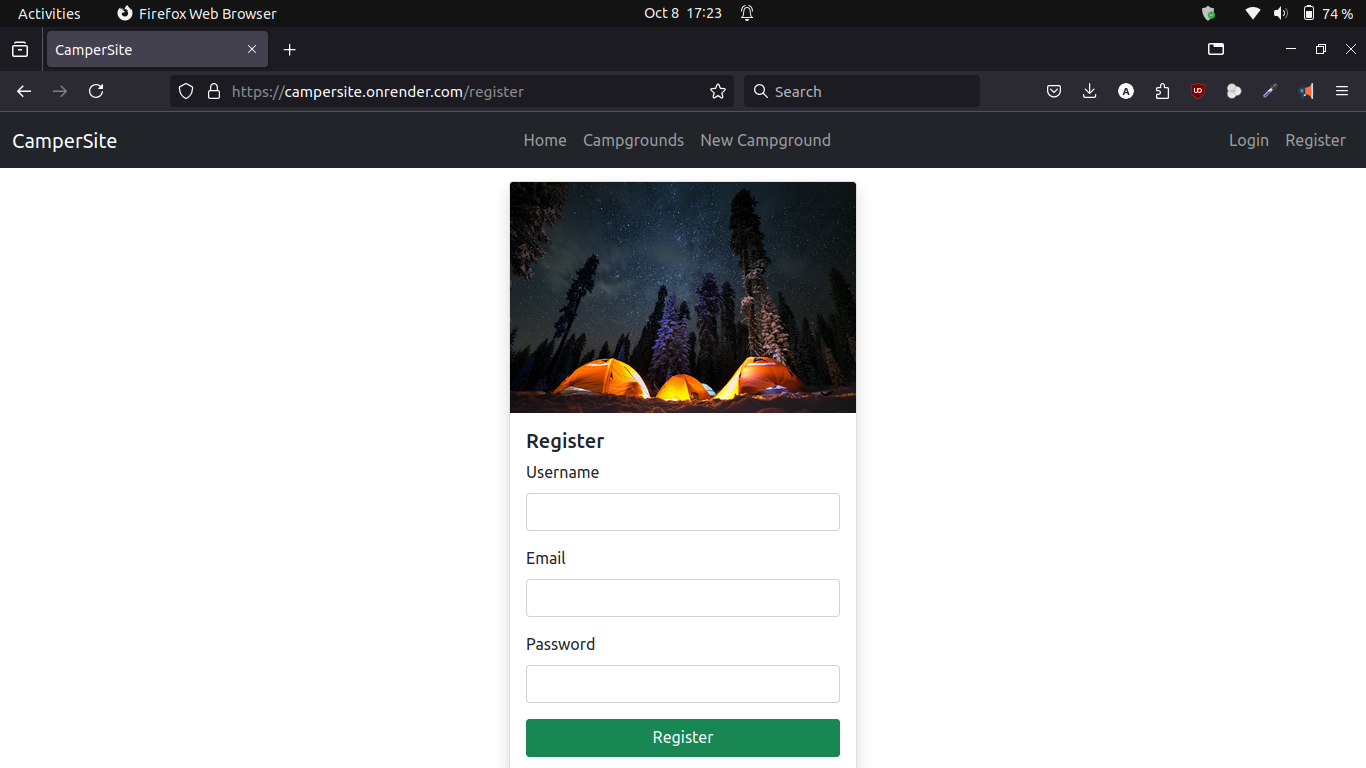 Activities
Firefox Web Browser
Oct 8 17:23
74 %
CamperSite
https://campersite.onrender.com/register
Search
CamperSite
Home
Campgrounds
New Campground
Login
Register
Register
Username
Email
Password
Register